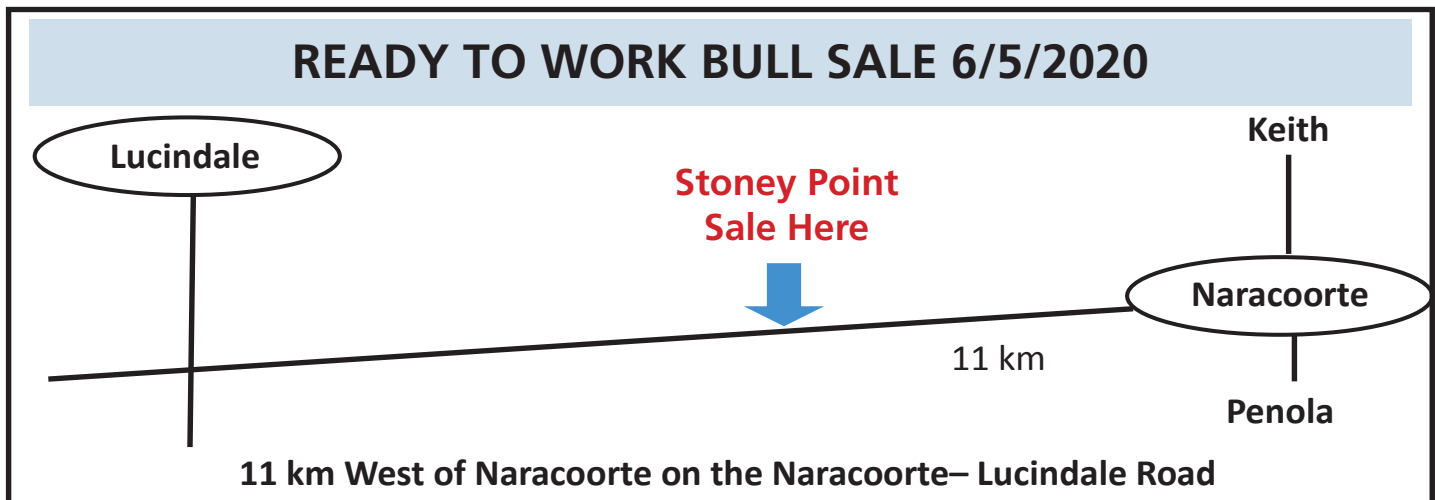 READY TO WORK BULL SALE 6/5/2020
Lucindale
Keith
Stoney Point
Sale Here
Naracoorte
11 km
Penola
11 km West of Naracoorte on the Naracoorte– Lucindale Road